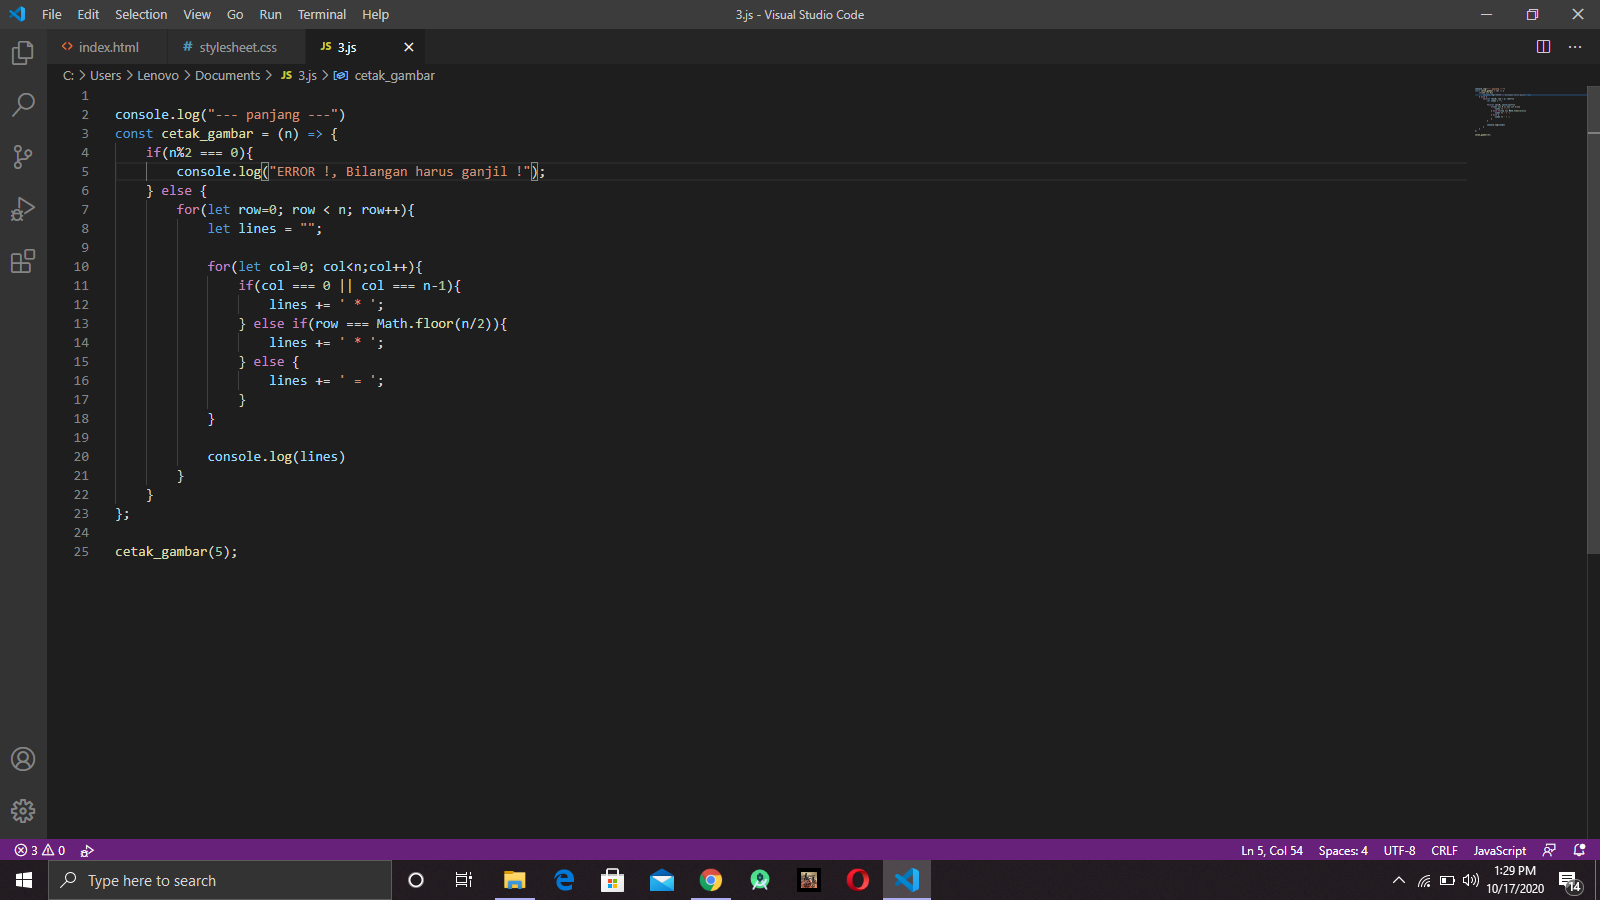 File Edit Selection View Go Run Terminal Help
3.js - Visual Studio Code
index.html
# stylesheet.css
JS 3.js
C: > Users > Lenovo > Documents > JS 3.js > cetak_gambar
1
2 console.log("--- panjang ---")
3 const cetak_gambar = (n) => {
4 if(n%2 === 0){
5 console.log("ERROR !, Bilangan harus ganjil !");
6 } else {
7 for(let row=0; row < n; row++){
8 let lines = "";
9
10 for(let col=0; col<n;col++){
11 if(col === 0 || col === n-1){
12 lines += ' * ';
13 } else if(row === Math.floor(n/2)){
14 lines += ' * ';
15 } else {
16 lines += ' = ';
17 }
18 }
19
20 console.log(lines)
21 }
22 }
23 };
24
25 cetak_gambar(5);
3 0
Ln 5, Col 54 Spaces: 4 UTF-8 CRLF JavaScript
Type here to search
1:29 PM
10/17/2020
14